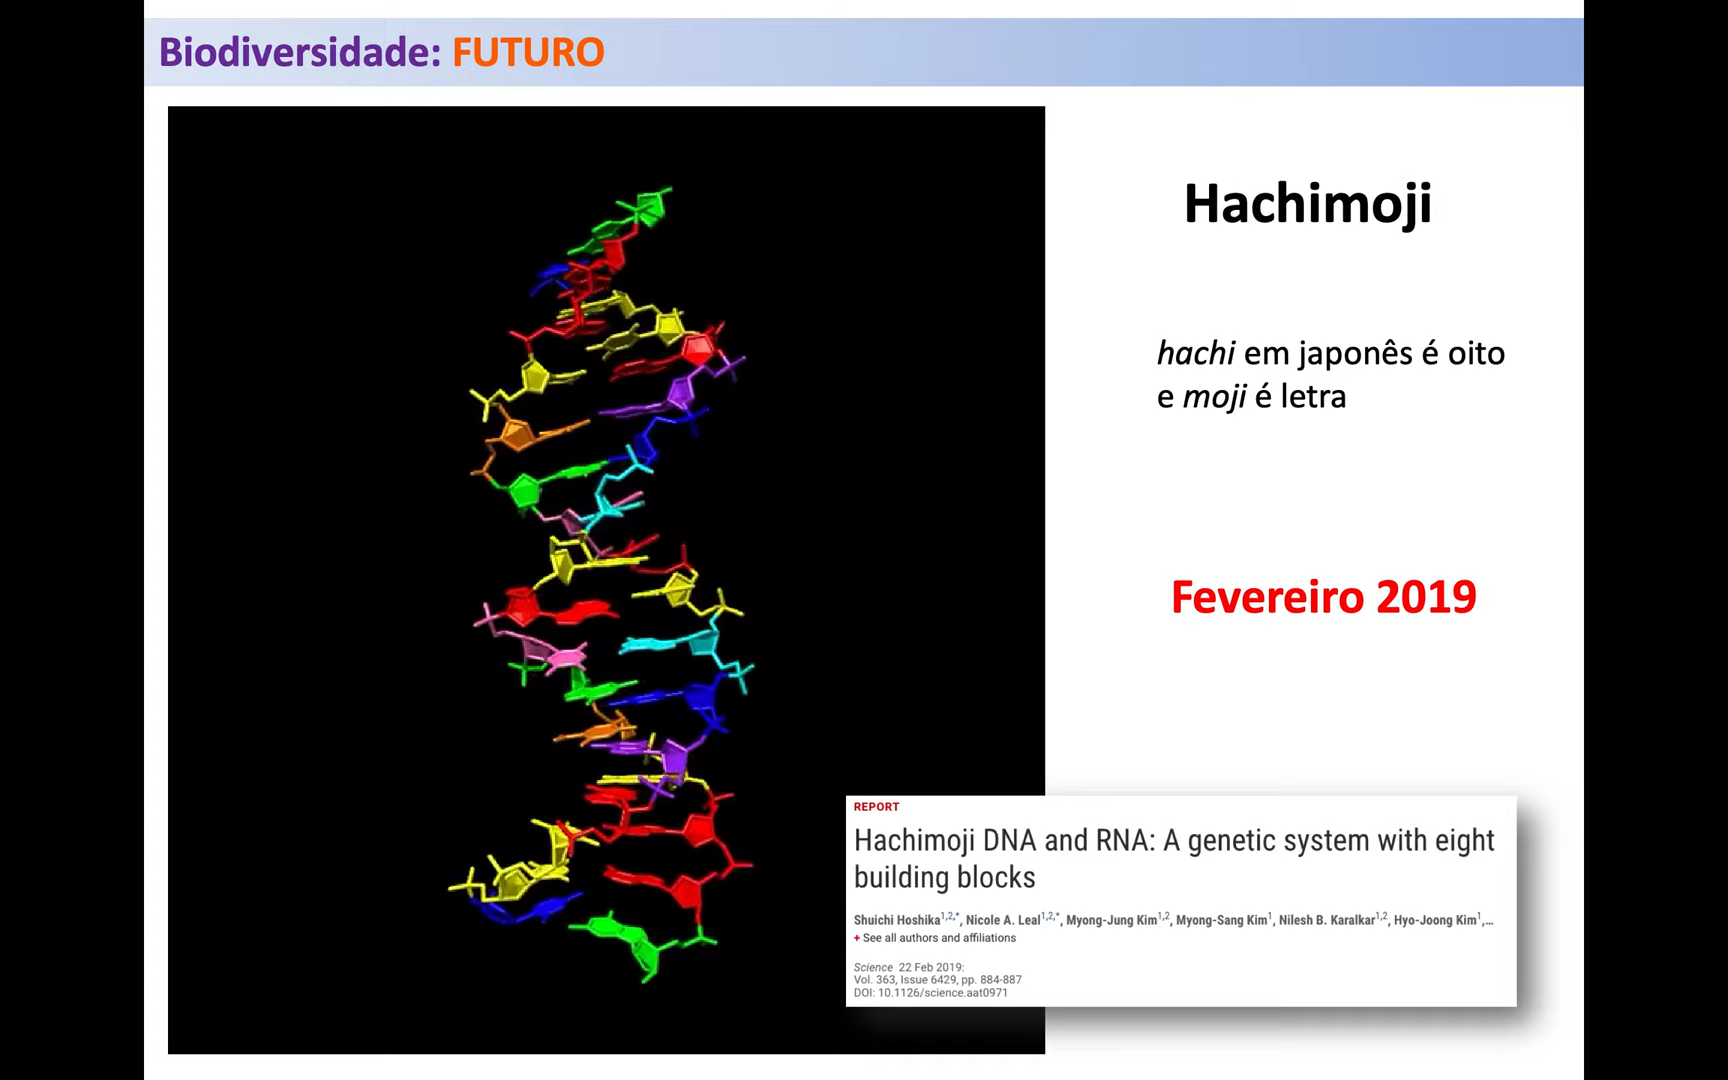 Biodiversidade: FUTURO
Hachimoji
hachi em japonês é oito
e moji é letra
Fevereiro 2019
REPORT
Hachimoji DNA and RNA: A genetic system with eight
building blocks
Shuichi Hoshika1,2,*, Nicole A. Leal1,2,*, Myong-Jung Kim1,2, Myong-Sang Kim1, Nilesh B. Karalkar1,2, Hyo-Joong Kim1,...
+ See all authors and affiliations
Science 22 Feb 2019:
Vol. 363, Issue 6429, pp. 884-887
DOI: 10.1126/science.aat0971